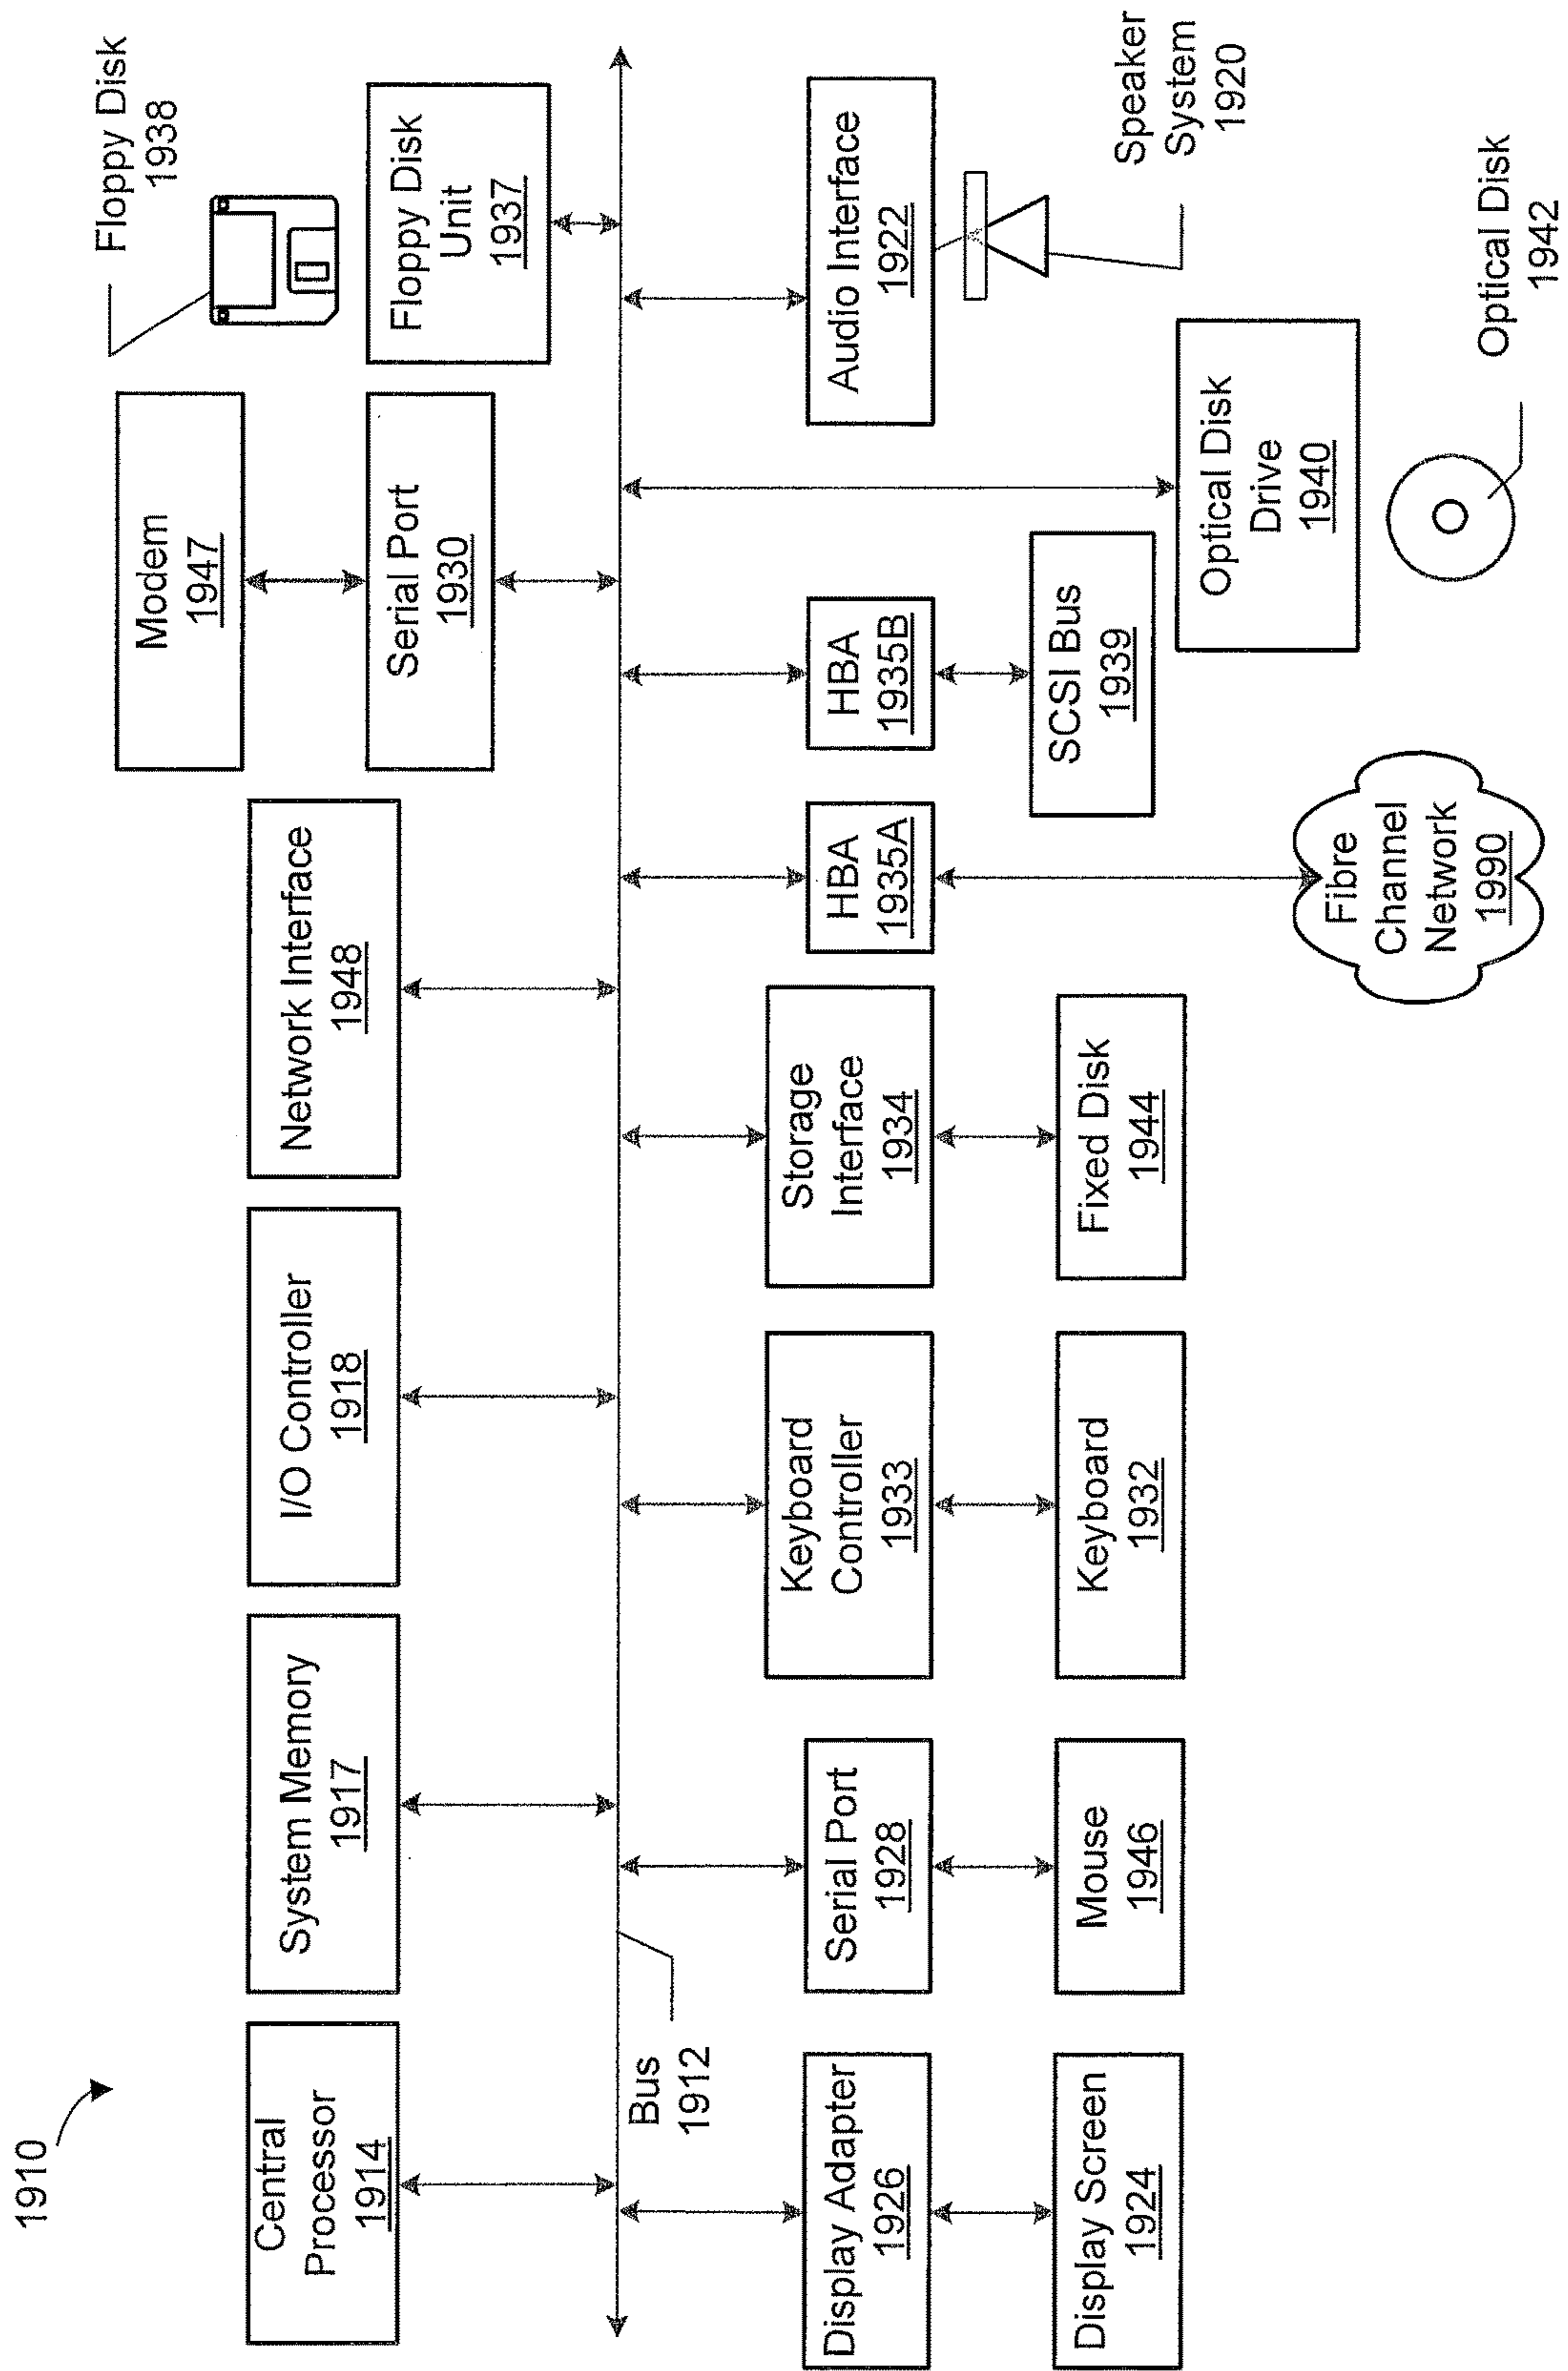 1910
Central
Processor
1914
System Memory
1917
I/O Controller
1918
Network Interface
1948
Modem
1947
Serial Port
1930
Floppy Disk
1938
Floppy Disk
Unit
1937
Bus
1912
Display Adapter
1926
Display Screen
1924
Serial Port
1928
Mouse
1946
Keyboard
Controller
1933
Keyboard
1932
Storage
Interface
1934
Fixed Disk
1944
HBA
1935A
Fibre
Channel
Network
1990
HBA
1935B
SCSI Bus
1939
Optical Disk
Drive
1940
Optical Disk
1942
Audio Interface
1922
Speaker
System
1920